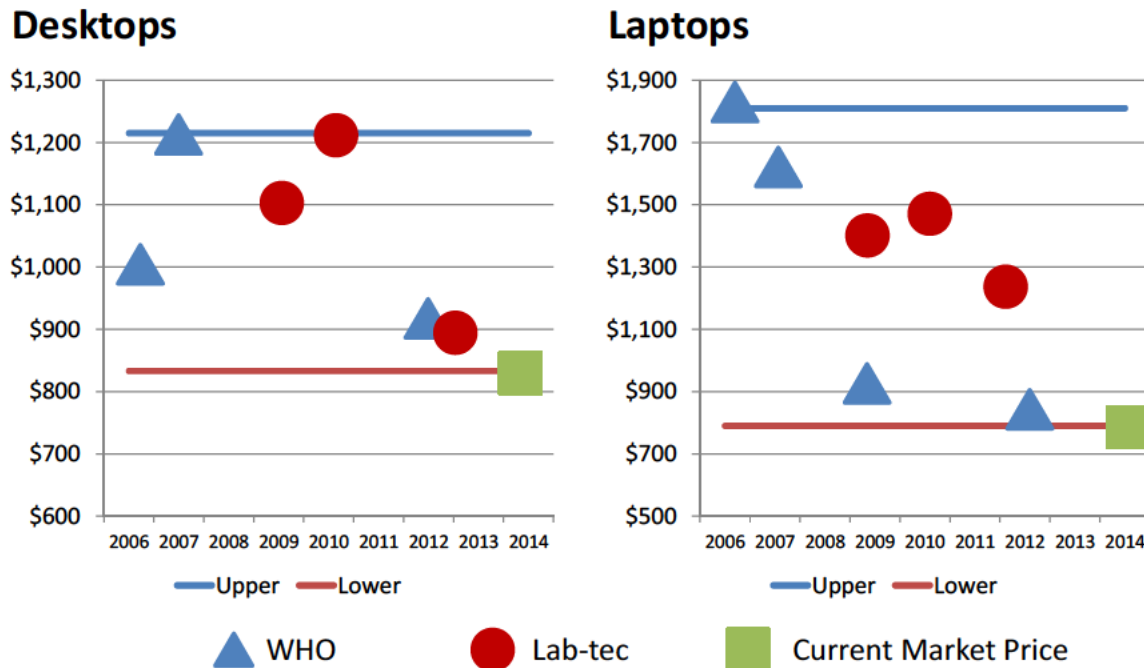 Desktops
$1,300
$1,200
$1,100
$1,000
$900
$800
$700
$600
2006 2007 2008 2009 2010 2011 2012 2013 2014
Upper Lower
Laptops
$1,900
$1,700
$1,500
$1,300
$1,100
$900
$700
$500
2006 2007 2008 2009 2010 2011 2012 2013 2014
Upper Lower
WHO Lab-tec Current Market Price